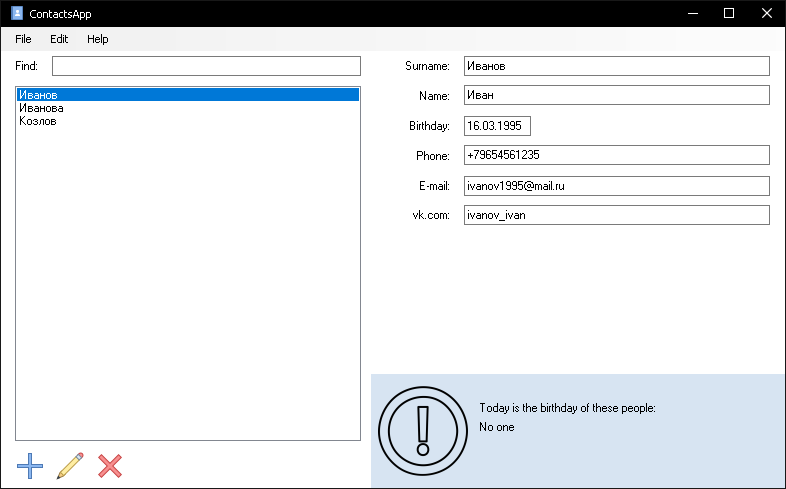 ContactsApp
File Edit Help
Find:
Иванов
Иванова
Козлов
Surname: Иванов
Name: Иван
Birthday: 16.03.1995
Phone: +79654561235
E-mail: ivanov1995@mail.ru
vk.com: ivanov_ivan
Today is the birthday of these people:
No one